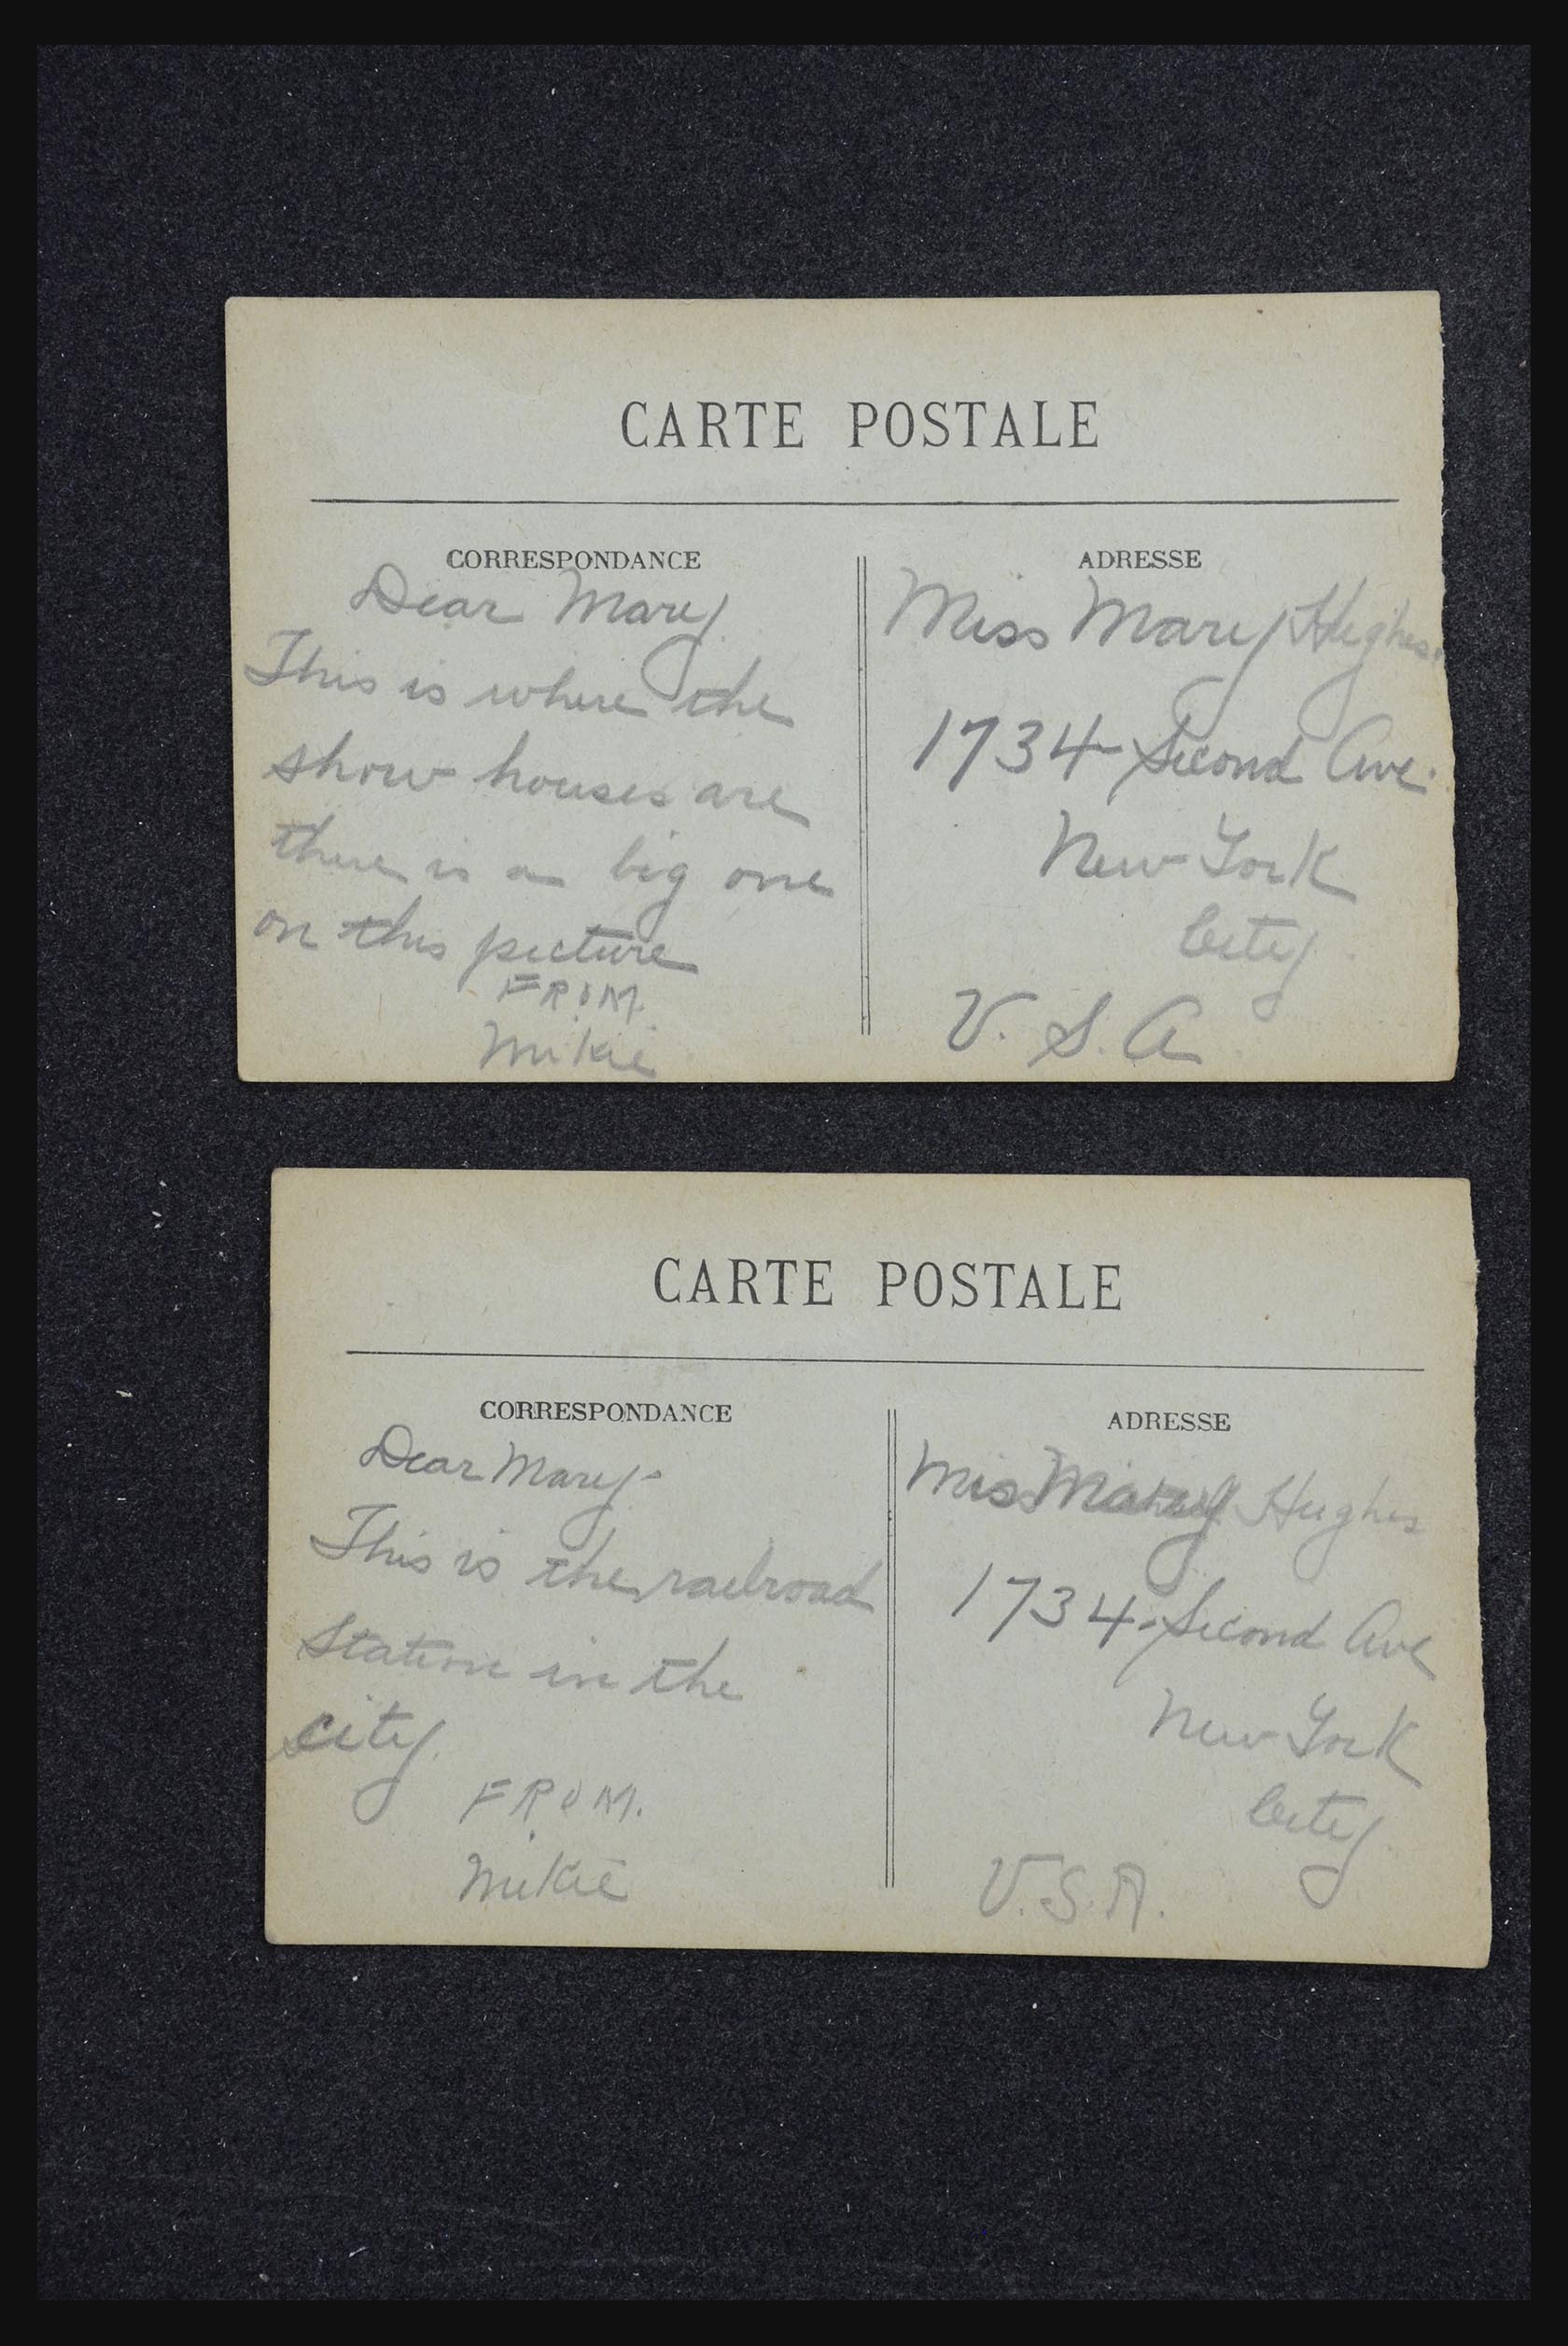 CARTE POSTALE
CORRESPONDANCE
Dear Mary
This is where the
show houses are
there is a big one
on this picture
FROM.
Mikie
ADRESSE
Miss Mary Hughes.
1734 Second Ave.
New York
City
U. S. A
CARTE POSTALE
CORRESPONDANCE
Dear Mary-
This is the railroad
Station in the
city.
FROM.
Mikie
ADRESSE
Miss Mary Hughes
1734-Second Ave
New York
City
U.S.A.